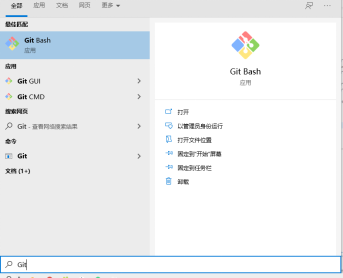 全部 应用 文档 网页 更多
最佳匹配
Git Bash
应用
应用
Git GUI
Git CMD
搜索网页
Git - 查看网络搜索结果
命令
Git
文档 (1+)
Git Bash
应用
打开
以管理员身份运行
打开文件位置
固定到"开始"屏幕
固定到任务栏
卸载
Git